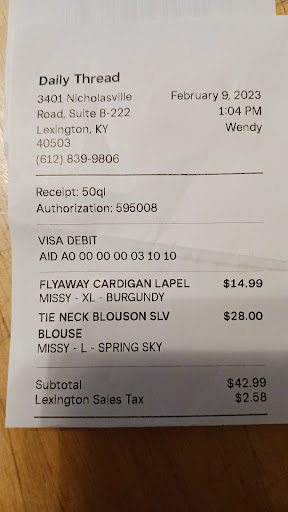 Daily Thread
3401 Nicholasville February 9, 2023
Road, Suite B-222 1:04 PM
Lexington, KY Wendy
40503
(612) 839-9806
Receipt: 50ql
Authorization: 595008
VISA DEBIT
AID A0 00 00 00 03 10 10
FLYAWAY CARDIGAN LAPEL $14.99
MISSY - XL - BURGUNDY
TIE NECK BLOUSON SLV $28.00
BLOUSE
MISSY - L - SPRING SKY
Subtotal $42.99
Lexington Sales Tax $2.58